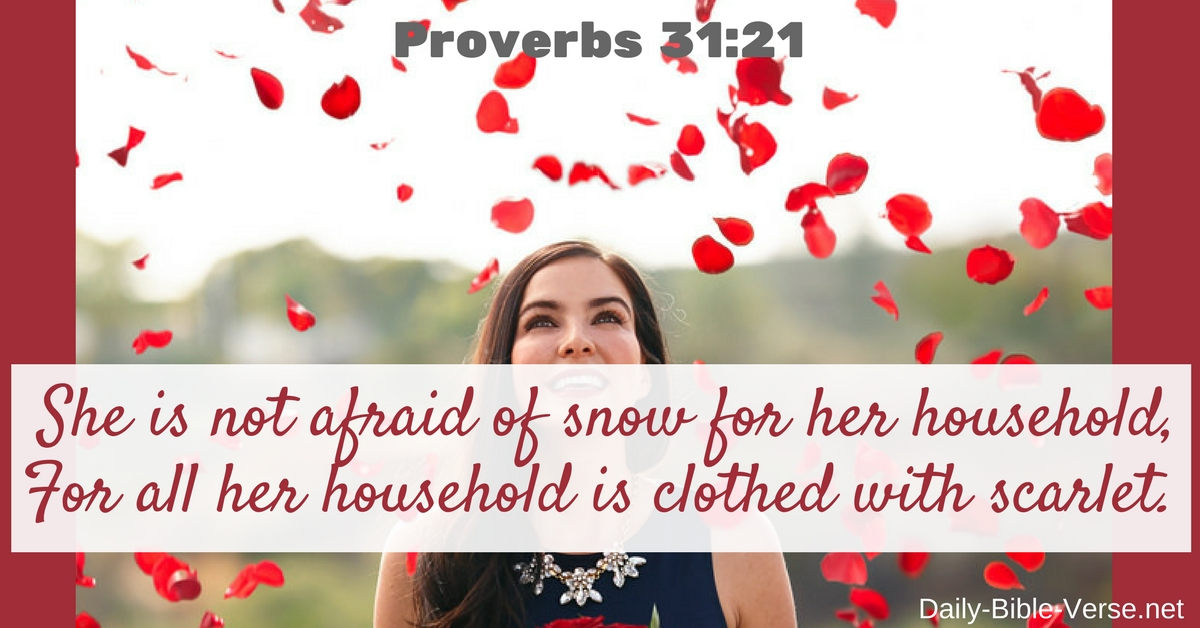 Proverbs 31:21
She is not afraid of snow for her household,
For all her household is clothed with scarlet.
Daily-Bible-Verse.net